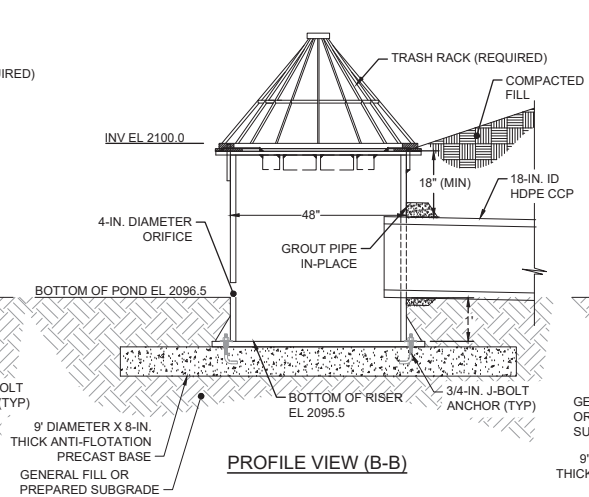 UIRED)
TRASH RACK (REQUIRED)
COMPACTED
FILL
INV EL 2100.0
18" (MIN)
18-IN. ID
HDPE CCP
4-IN. DIAMETER
ORIFICE
48"
GROUT PIPE
IN-PLACE
BOTTOM OF POND EL 2096.5
1'
OLT
(TYP)
BOTTOM OF RISER
EL 2095.5
3/4-IN. J-BOLT
ANCHOR (TYP)
9' DIAMETER X 8-IN.
THICK ANTI-FLOTATION
PRECAST BASE
GENERAL FILL OR
PREPARED SUBGRADE
PROFILE VIEW (B-B)
GE
OR
SU
9'
THICK